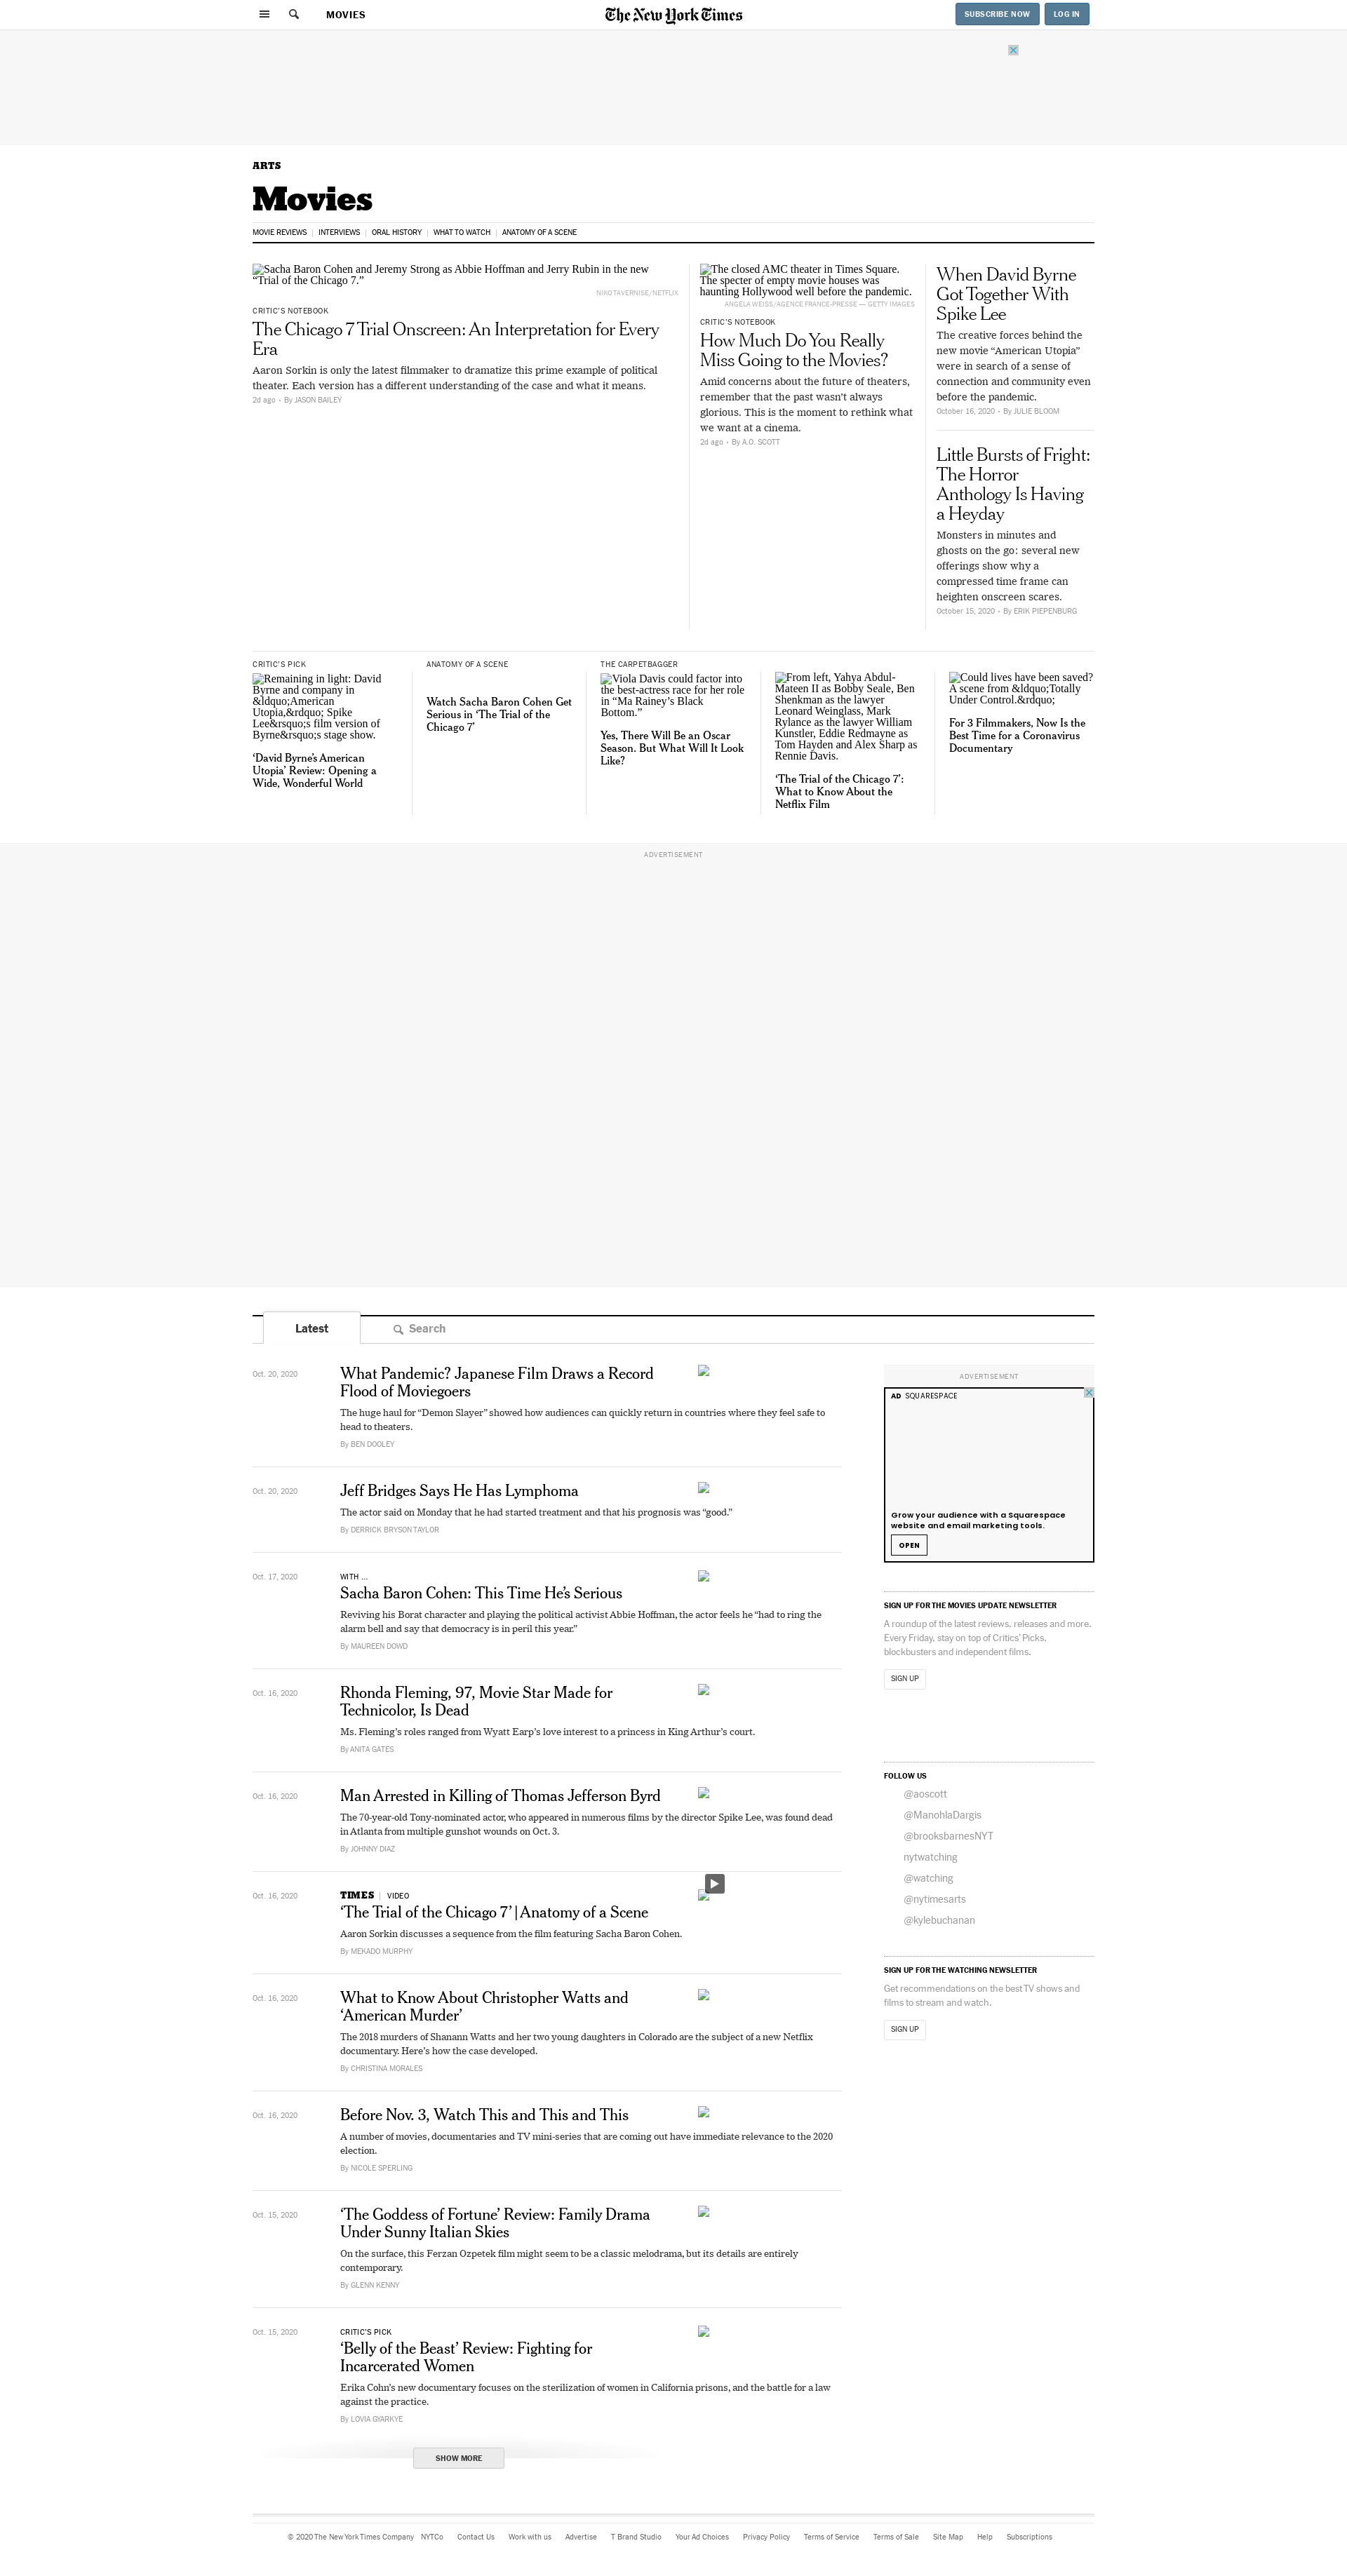 MOVIES
The New York Times
SUBSCRIBE NOW
LOG IN
ARTS
Movies
MOVIE REVIEWS
INTERVIEWS
ORAL HISTORY
WHAT TO WATCH
ANATOMY OF A SCENE
Sacha Baron Cohen and Jeremy Strong as Abbie Hoffman and Jerry Rubin in the new
“Trial of the Chicago 7.”
NIKO TAVERNISE/NETFLIX
CRITIC’S NOTEBOOK
The Chicago 7 Trial Onscreen: An Interpretation for Every
Era
Aaron Sorkin is only the latest filmmaker to dramatize this prime example of political
theater. Each version has a different understanding of the case and what it means.
2d ago • By JASON BAILEY
The closed AMC theater in Times Square.
The specter of empty movie houses was
haunting Hollywood well before the pandemic.
ANGELA WEISS/AGENCE FRANCE-PRESSE — GETTY IMAGES
CRITIC’S NOTEBOOK
How Much Do You Really
Miss Going to the Movies?
Amid concerns about the future of theaters,
remember that the past wasn’t always
glorious. This is the moment to rethink what
we want at a cinema.
2d ago • By A.O. SCOTT
When David Byrne
Got Together With
Spike Lee
The creative forces behind the
new movie “American Utopia”
were in search of a sense of
connection and community even
before the pandemic.
October 16, 2020 • By JULIE BLOOM
Little Bursts of Fright:
The Horror
Anthology Is Having
a Heyday
Monsters in minutes and
ghosts on the go: several new
offerings show why a
compressed time frame can
heighten onscreen scares.
October 15, 2020 • By ERIK PIEPENBURG
CRITIC’S PICK
Remaining in light: David
Byrne and company in
&ldquo;American
Utopia,&rdquo; Spike
Lee&rsquo;s film version of
Byrne&rsquo;s stage show.
‘David Byrne’s American
Utopia’ Review: Opening a
Wide, Wonderful World
ANATOMY OF A SCENE
Watch Sacha Baron Cohen Get
Serious in ‘The Trial of the
Chicago 7’
THE CARPETBAGGER
Viola Davis could factor into
the best-actress race for her role
in “Ma Rainey’s Black
Bottom.”
Yes, There Will Be an Oscar
Season. But What Will It Look
Like?
From left, Yahya Abdul-
Mateen II as Bobby Seale, Ben
Shenkman as the lawyer
Leonard Weinglass, Mark
Rylance as the lawyer William
Kunstler, Eddie Redmayne as
Tom Hayden and Alex Sharp as
Rennie Davis.
‘The Trial of the Chicago 7’:
What to Know About the
Netflix Film
Could lives have been saved?
A scene from &ldquo;Totally
Under Control.&rdquo;
For 3 Filmmakers, Now Is the
Best Time for a Coronavirus
Documentary
ADVERTISEMENT
Latest
Search
Oct. 20, 2020
What Pandemic? Japanese Film Draws a Record
Flood of Moviegoers
The huge haul for “Demon Slayer” showed how audiences can quickly return in countries where they feel safe to
head to theaters.
By BEN DOOLEY
Oct. 20, 2020
Jeff Bridges Says He Has Lymphoma
The actor said on Monday that he had started treatment and that his prognosis was “good.”
By DERRICK BRYSON TAYLOR
Oct. 17, 2020
WITH ...
Sacha Baron Cohen: This Time He’s Serious
Reviving his Borat character and playing the political activist Abbie Hoffman, the actor feels he “had to ring the
alarm bell and say that democracy is in peril this year.”
By MAUREEN DOWD
Oct. 16, 2020
Rhonda Fleming, 97, Movie Star Made for
Technicolor, Is Dead
Ms. Fleming’s roles ranged from Wyatt Earp’s love interest to a princess in King Arthur’s court.
By ANITA GATES
Oct. 16, 2020
Man Arrested in Killing of Thomas Jefferson Byrd
The 70-year-old Tony-nominated actor, who appeared in numerous films by the director Spike Lee, was found dead
in Atlanta from multiple gunshot wounds on Oct. 3.
By JOHNNY DIAZ
Oct. 16, 2020
TIMES | VIDEO
‘The Trial of the Chicago 7’ | Anatomy of a Scene
Aaron Sorkin discusses a sequence from the film featuring Sacha Baron Cohen.
By MEKADO MURPHY
Oct. 16, 2020
What to Know About Christopher Watts and
‘American Murder’
The 2018 murders of Shanann Watts and her two young daughters in Colorado are the subject of a new Netflix
documentary. Here’s how the case developed.
By CHRISTINA MORALES
Oct. 16, 2020
Before Nov. 3, Watch This and This and This
A number of movies, documentaries and TV mini-series that are coming out have immediate relevance to the 2020
election.
By NICOLE SPERLING
Oct. 15, 2020
‘The Goddess of Fortune’ Review: Family Drama
Under Sunny Italian Skies
On the surface, this Ferzan Ozpetek film might seem to be a classic melodrama, but its details are entirely
contemporary.
By GLENN KENNY
Oct. 15, 2020
CRITIC’S PICK
‘Belly of the Beast’ Review: Fighting for
Incarcerated Women
Erika Cohn’s new documentary focuses on the sterilization of women in California prisons, and the battle for a law
against the practice.
By LOVIA GYARKYE
SHOW MORE
ADVERTISEMENT
AD SQUARESPACE
Grow your audience with a Squarespace
website and email marketing tools.
OPEN
SIGN UP FOR THE MOVIES UPDATE NEWSLETTER
A roundup of the latest reviews, releases and more.
Every Friday, stay on top of Critics’ Picks,
blockbusters and independent films.
SIGN UP
FOLLOW US
@aoscott
@ManohlaDargis
@brooksbarnesNYT
nytwatching
@watching
@nytimesarts
@kylebuchanan
SIGN UP FOR THE WATCHING NEWSLETTER
Get recommendations on the best TV shows and
films to stream and watch.
SIGN UP
© 2020 The New York Times Company NYTCo Contact Us Work with us Advertise T Brand Studio Your Ad Choices Privacy Policy Terms of Service Terms of Sale Site Map Help Subscriptions